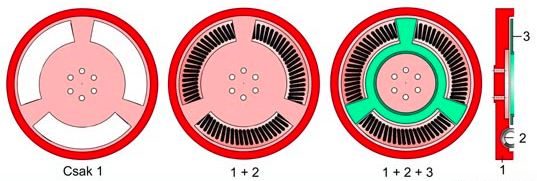 3
2
Csak 1
1 + 2
1 + 2 + 3
1